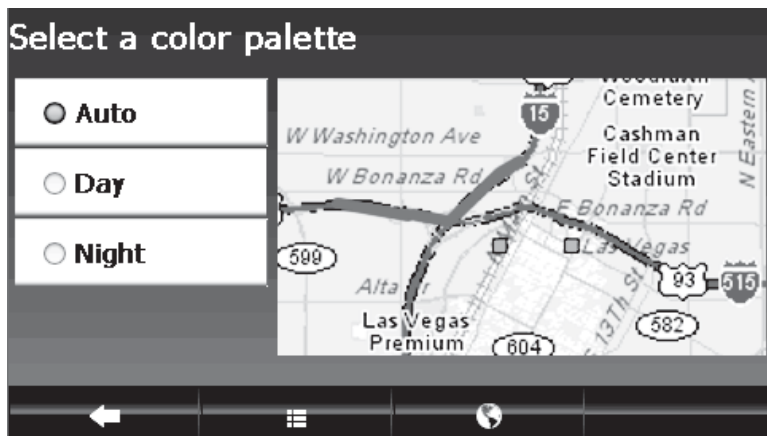 Select a color palette
Auto
Day
Night
15
Cemetery
Cashman
Field Center
Stadium
N Eastern
W Washington Ave
W Bonanza Rd
E Bonanza Rd
Las Vegas
599
93
515
Las Vegas
Premium
604
582
S 13Th St